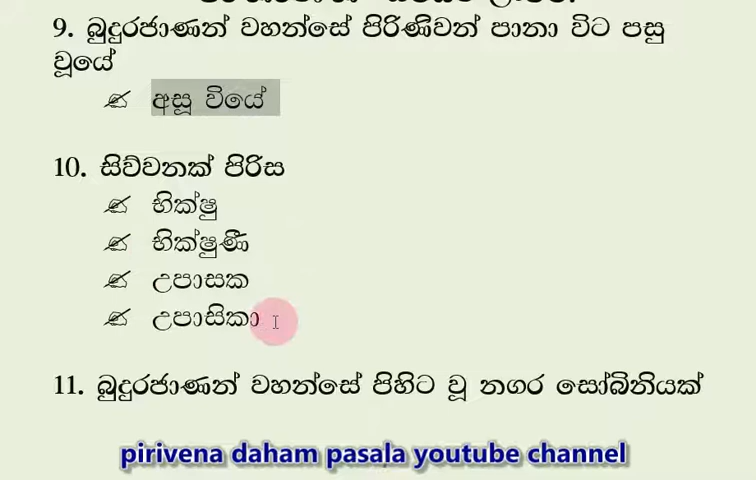 9. බුදුරජාණන් වහන්සේ පිරිණිවන් පානා විට පසු
වූයේ
අසූ වියේ
10. සිව්වනක් පිරිස
භික්ෂු
භික්ෂුණී
උපාසක
උපාසිකා
11. බුදුරජාණන් වහන්සේ පිහිට වූ නගර සෝබිනියක්
pirivena daham pasala youtube channel